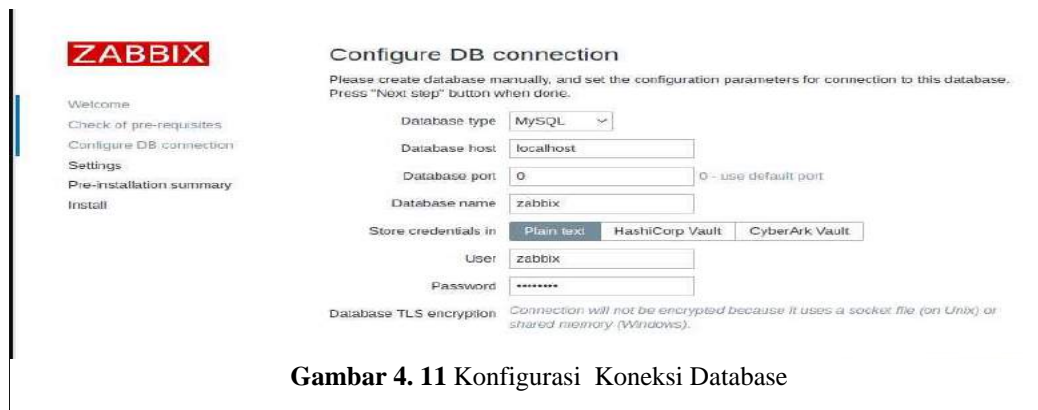 ZABBIX
Welcome
Check of pre-requisites
Configure DB connection
Settings
Pre-installation summary
Install
Configure DB connection
Please create database manually, and set the configuration parameters for connection to this database.
Press "Next step" button when done.
Database type MySQL
Database host localhost
Database port 0 0 - use default port
Database name zabbix
Store credentials in Plain text HashiCorp Vault CyberArk Vault
User zabbix
Password ••••••••
Database TLS encryption Connection will not be encrypted because it uses a socket file (on Unix) or
shared memory (Windows).
Gambar 4. 11 Konfigurasi Koneksi Database